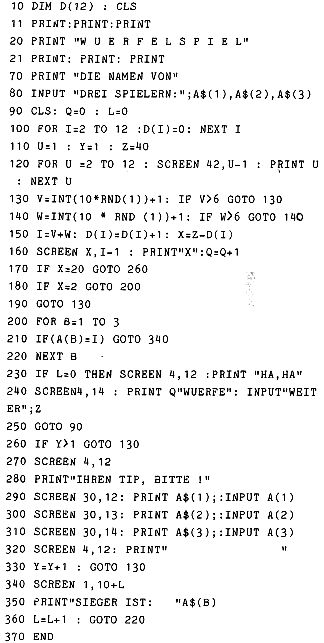 10 DIM D(12) : CLS
11 PRINT:PRINT:PRINT
20 PRINT "W U E R F E L S P I E L"
21 PRINT: PRINT: PRINT
70 PRINT "DIE NAMEN VON"
80 INPUT "DREI SPIELERN:";A$(1),A$(2),A$(3)
90 CLS: Q=0 : L=0
100 FOR I=2 TO 12 :D(I)=0: NEXT I
110 U=1 : Y=1 : Z=40
120 FOR U =2 TO 12 : SCREEN 42,U-1 : PRINT U
: NEXT U
130 V=INT(10*RND(1))+1: IF V>6 GOTO 130
140 W=INT(10 * RND (1))+1: IF W>6 GOTO 140
150 I=V+W: D(I)=D(I)+1: X=Z-D(I)
160 SCREEN X,I-1 : PRINT"X":Q=Q+1
170 IF X=20 GOTO 260
180 IF X=2 GOTO 200
190 GOTO 130
200 FOR B=1 TO 3
210 IF(A(B)=I) GOTO 340
220 NEXT B
230 IF L=0 THEN SCREEN 4,12 :PRINT "HA,HA"
240 SCREEN4,14 : PRINT Q"WUERFE": INPUT"WEIT
ER";Z
250 GOTO 90
260 IF Y>1 GOTO 130
270 SCREEN 4,12
280 PRINT"IHREN TIP, BITTE !"
290 SCREEN 30,12: PRINT A$(1);:INPUT A(1)
300 SCREEN 30,13: PRINT A$(2);:INPUT A(2)
310 SCREEN 30,14: PRINT A$(3);:INPUT A(3)
320 SCREEN 4,12: PRINT"                  "
330 Y=Y+1 : GOTO 130
340 SCREEN 1,10+L
350 PRINT"SIEGER IST:   "A$(B)
360 L=L+1 : GOTO 220
370 END